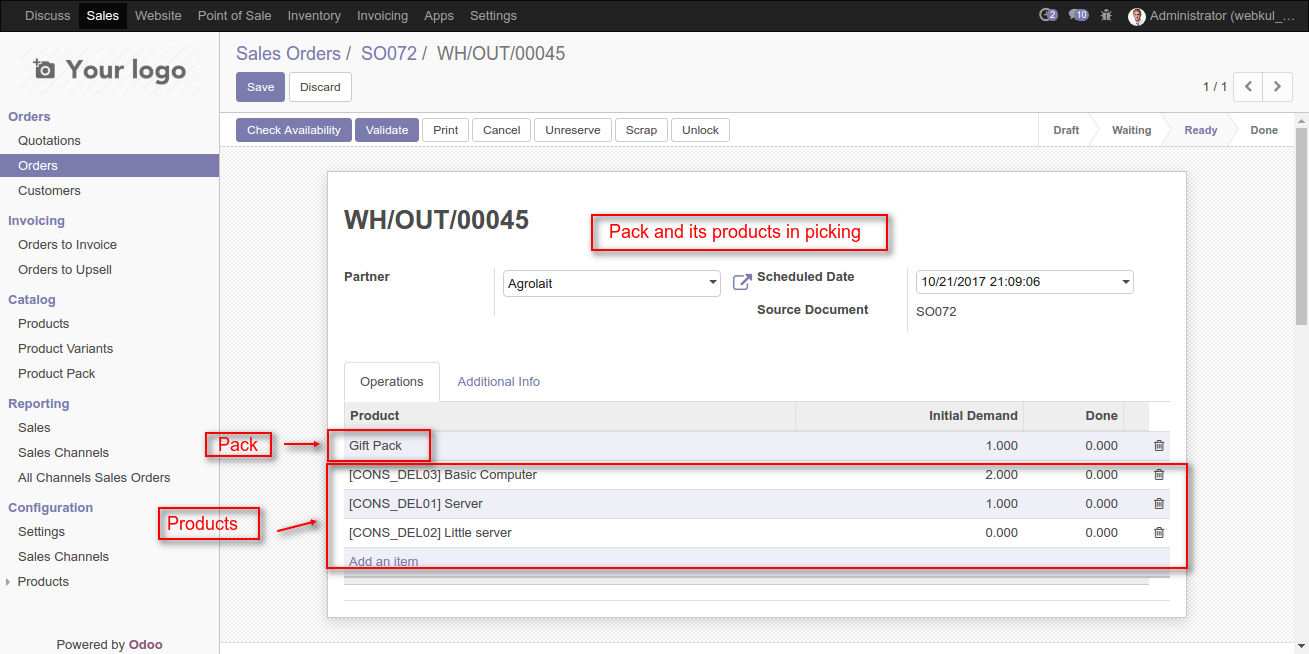 Discuss Sales Website Point of Sale Inventory Invoicing Apps Settings 2 10 Administrator (webkul_...
Your logo
Sales Orders / SO072 / WH/OUT/00045
Save Discard
1 / 1
Check Availability Validate Print Cancel Unreserve Scrap Unlock
Draft Waiting Ready Done
Orders
Quotations
Orders
Customers
Invoicing
Orders to Invoice
Orders to Upsell
Catalog
Products
Product Variants
Product Pack
Reporting
Sales
Sales Channels
All Channels Sales Orders
Configuration
Settings
Sales Channels
Products
Powered by Odoo
WH/OUT/00045
Pack and its products in picking
Partner Agrolait
Scheduled Date 10/21/2017 21:09:06
Source Document SO072
Operations Additional Info
Product Initial Demand Done
Pack
Gift Pack 1.000 0.000
[CONS_DEL03] Basic Computer 2.000 0.000
[CONS_DEL01] Server 1.000 0.000
Products
[CONS_DEL02] Little server 0.000 0.000
Add an item